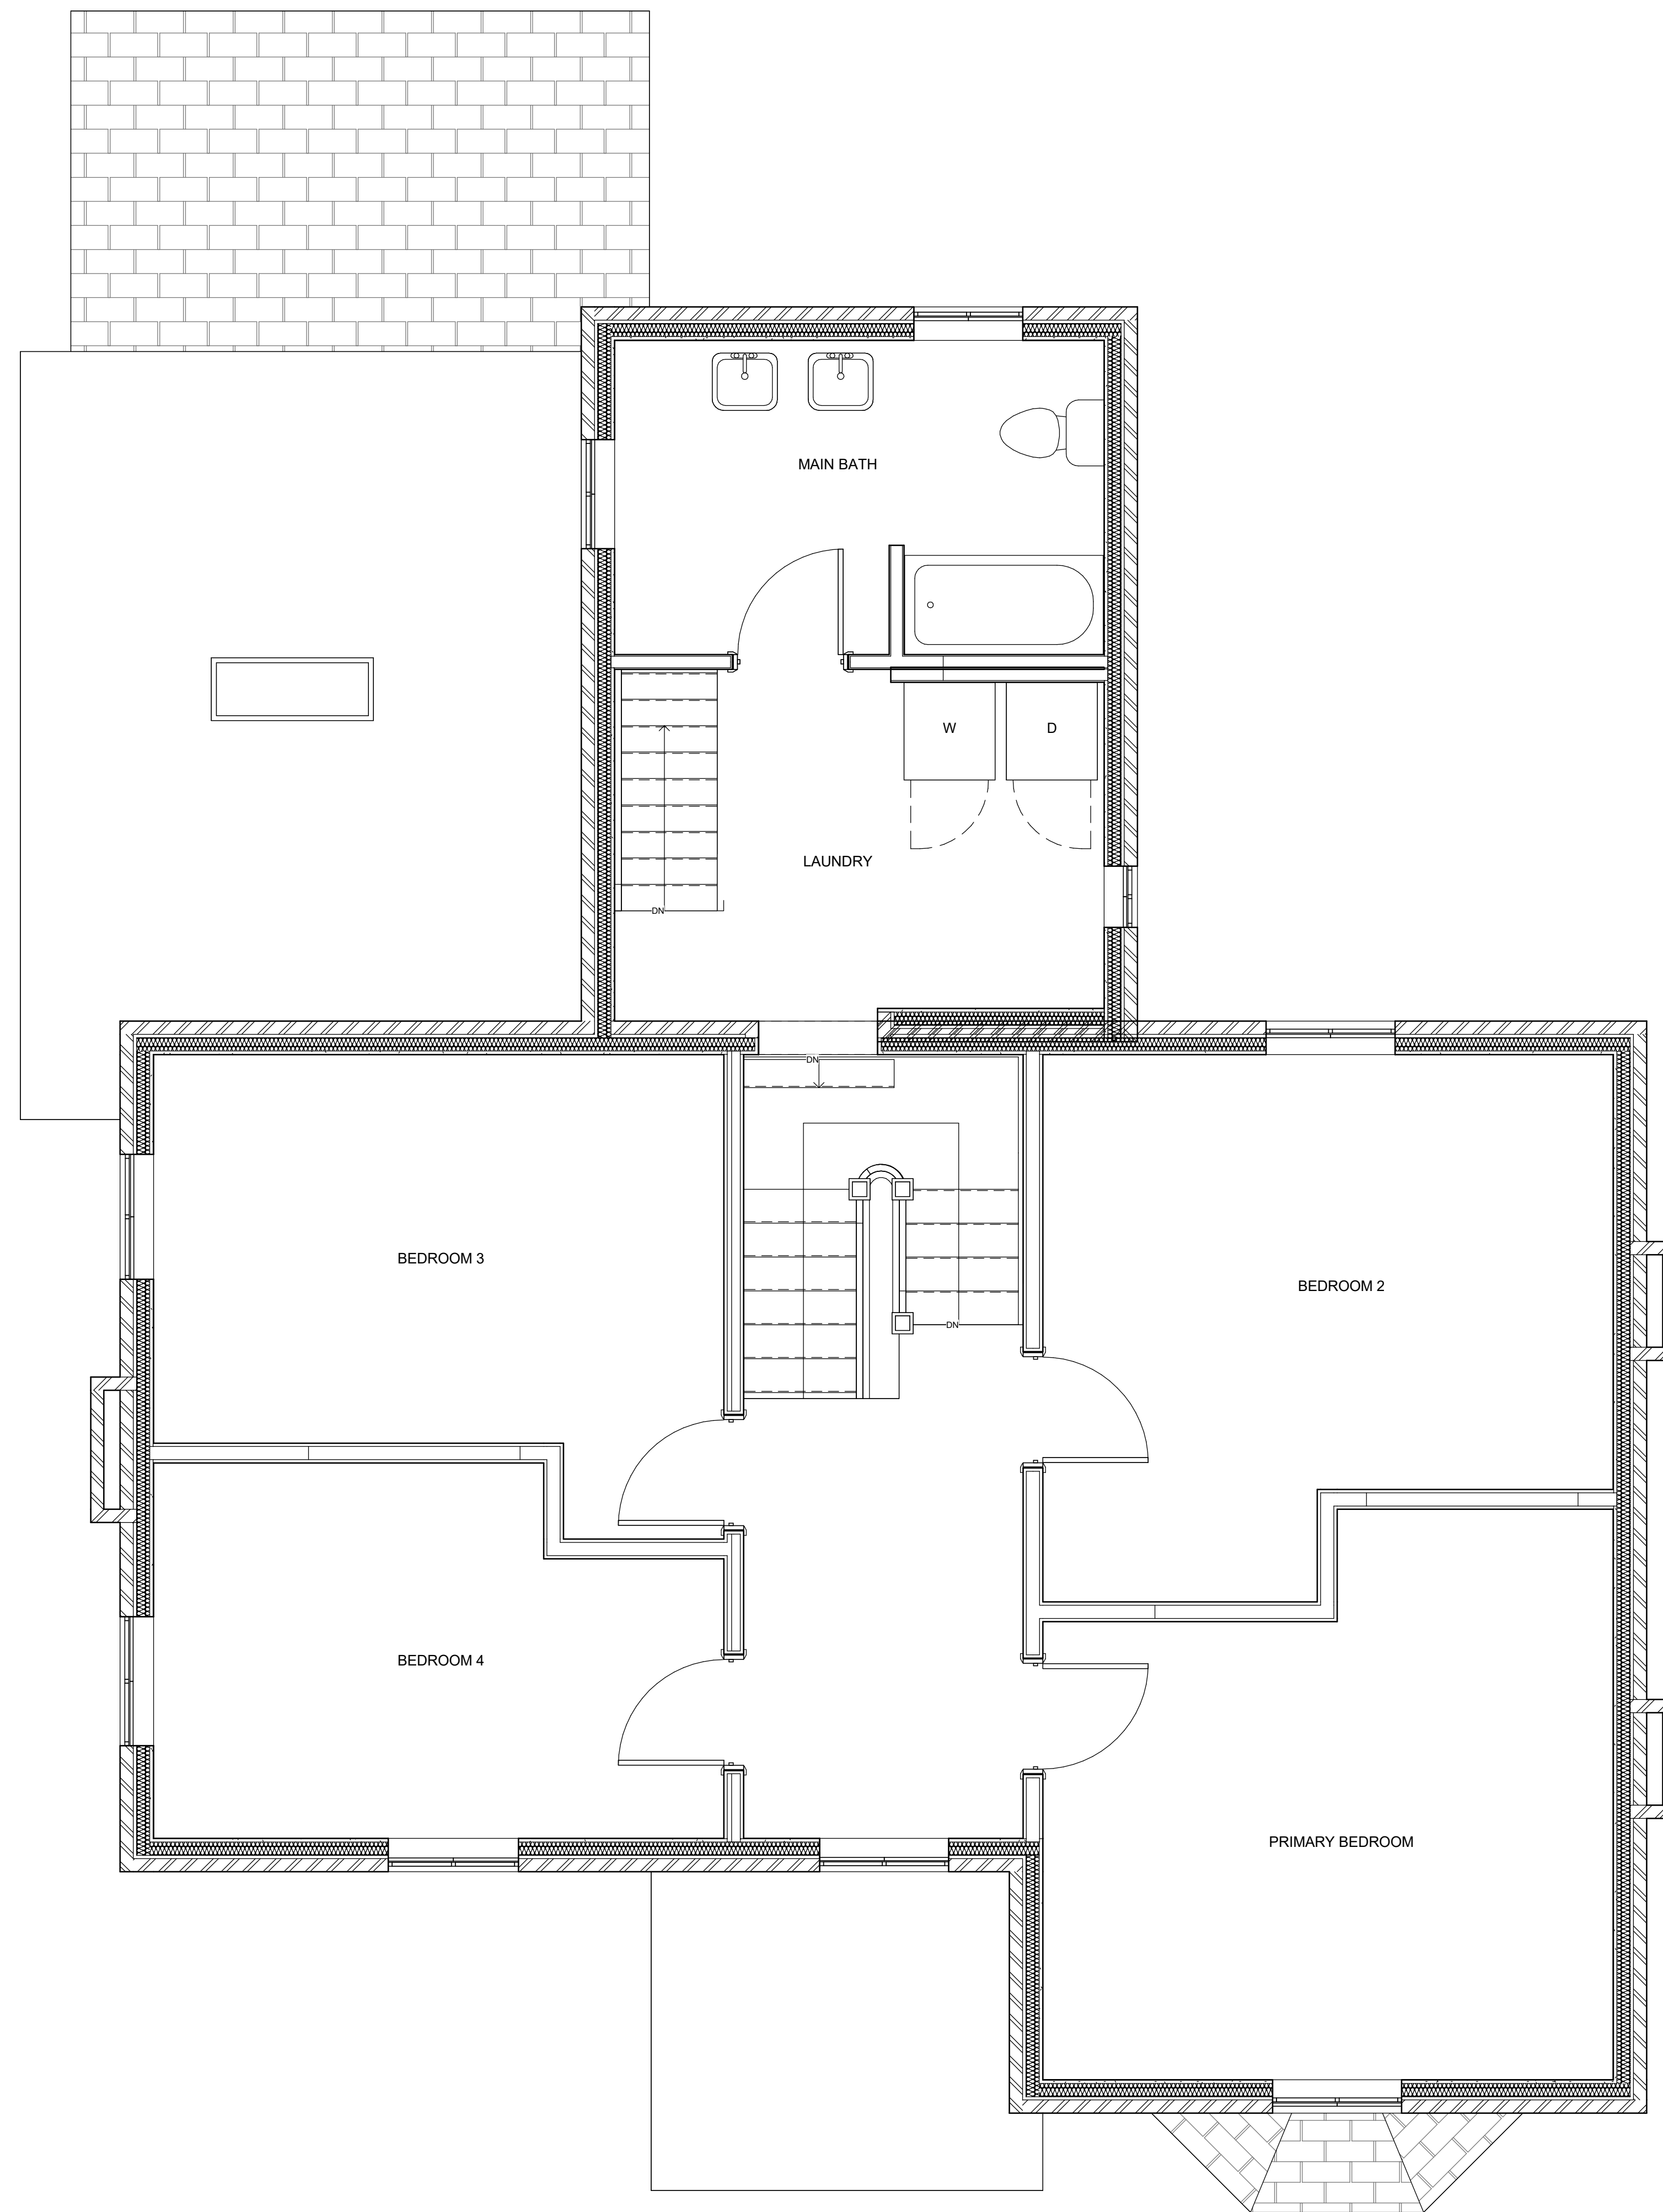 MAIN BATH
W
D
LAUNDRY
DN
DN
BEDROOM 3
BEDROOM 2
DN
BEDROOM 4
PRIMARY BEDROOM